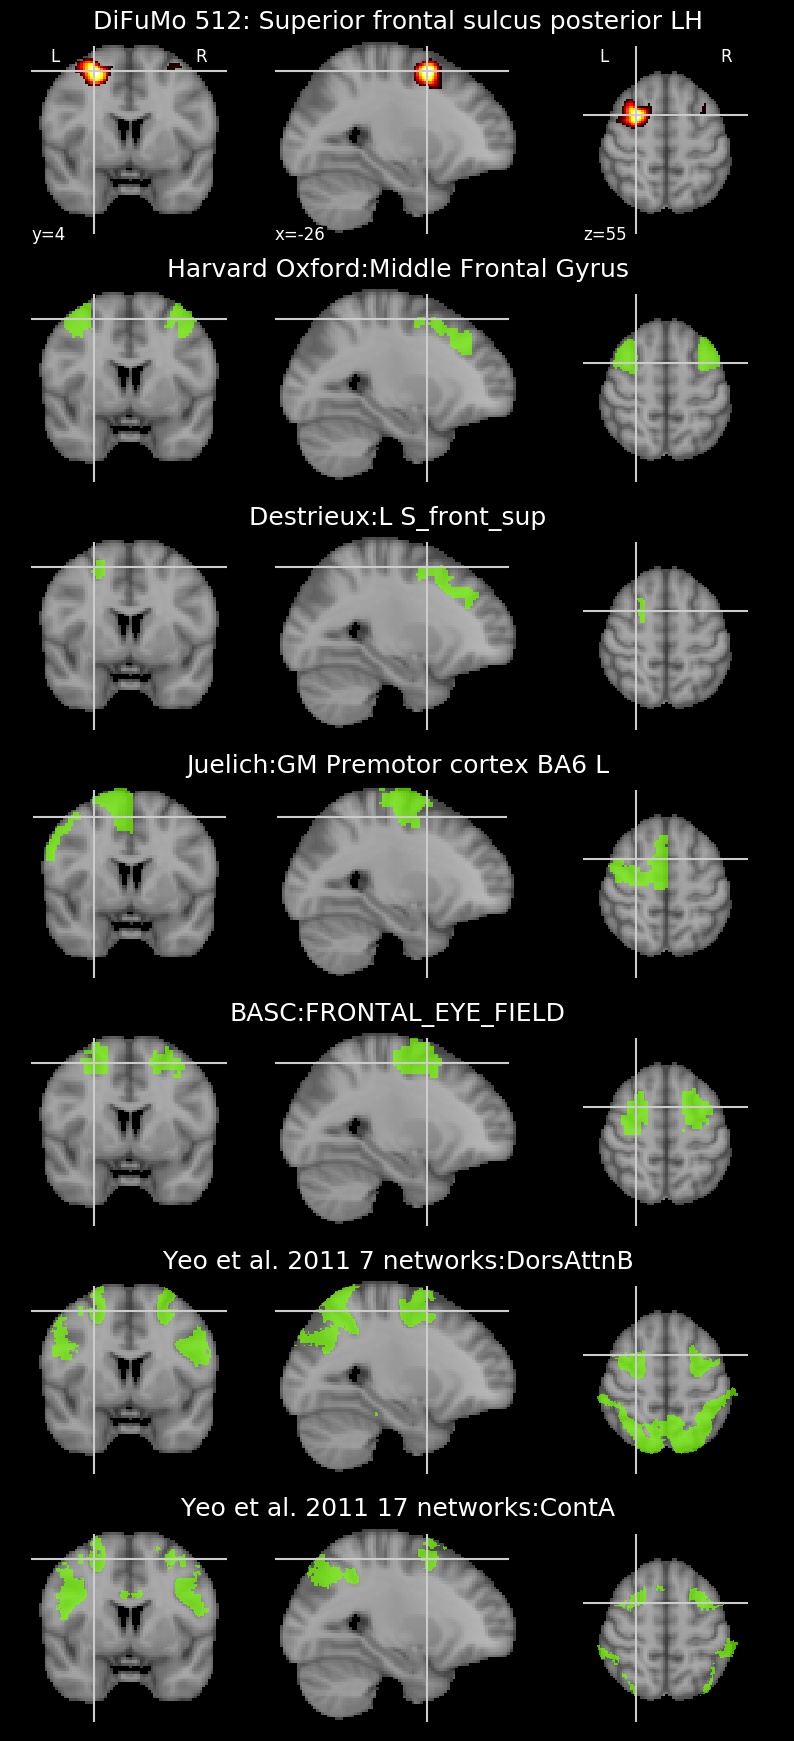 DiFuMo 512: Superior frontal sulcus posterior LH
L R L R
y=4 x=-26 z=55
Harvard Oxford:Middle Frontal Gyrus
Destrieux:L S_front_sup
Juelich:GM Premotor cortex BA6 L
BASC:FRONTAL_EYE_FIELD
Yeo et al. 2011 7 networks:DorsAttnB
Yeo et al. 2011 17 networks:ContA